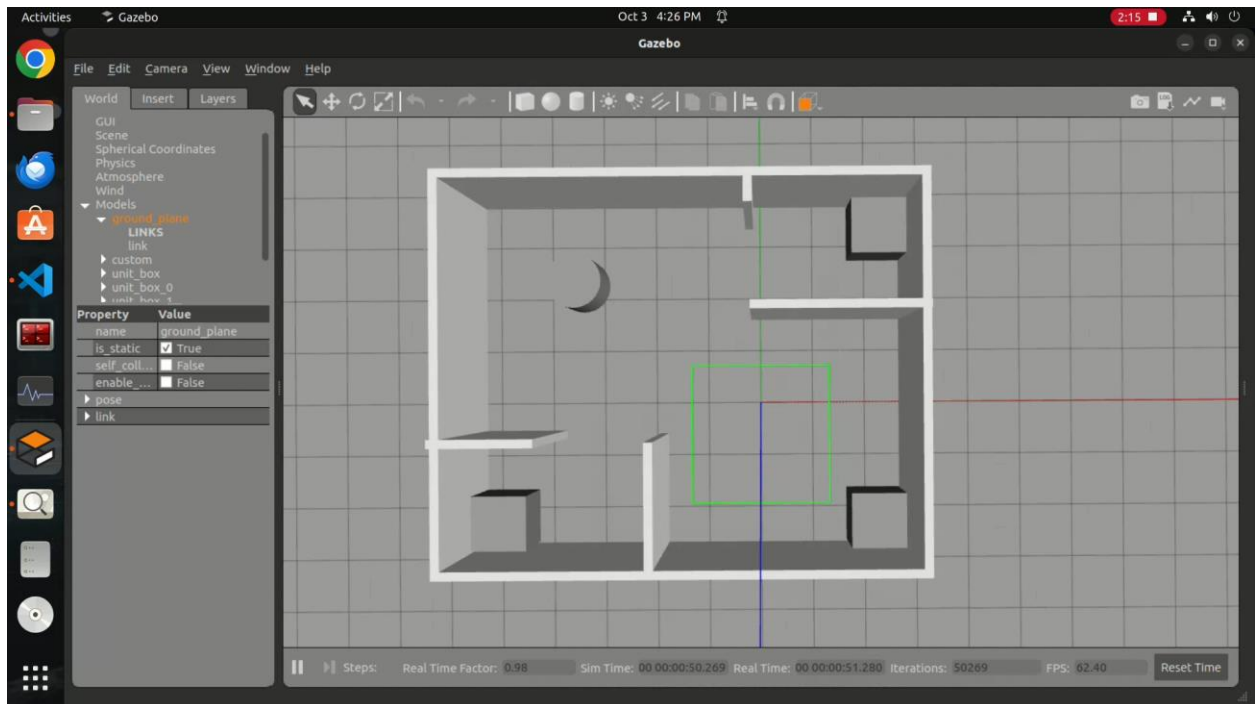 Activities Gazebo Oct 3 4:26 PM 2:15
Gazebo
File Edit Camera View Window Help
World Insert Layers
GUI
Scene
Spherical Coordinates
Physics
Atmosphere
Wind
Models
ground_plane
LINKS
link
custom
unit_box
unit_box_0
unit_box_1
Property Value
name ground_plane
is_static True
self_coll... False
enable_... False
pose
link
LOG
Steps: Real Time Factor: 0.98 Sim Time: 00 00:00:50.269 Real Time: 00 00:00:51.280 Iterations: 50269 FPS: 62.40 Reset Time